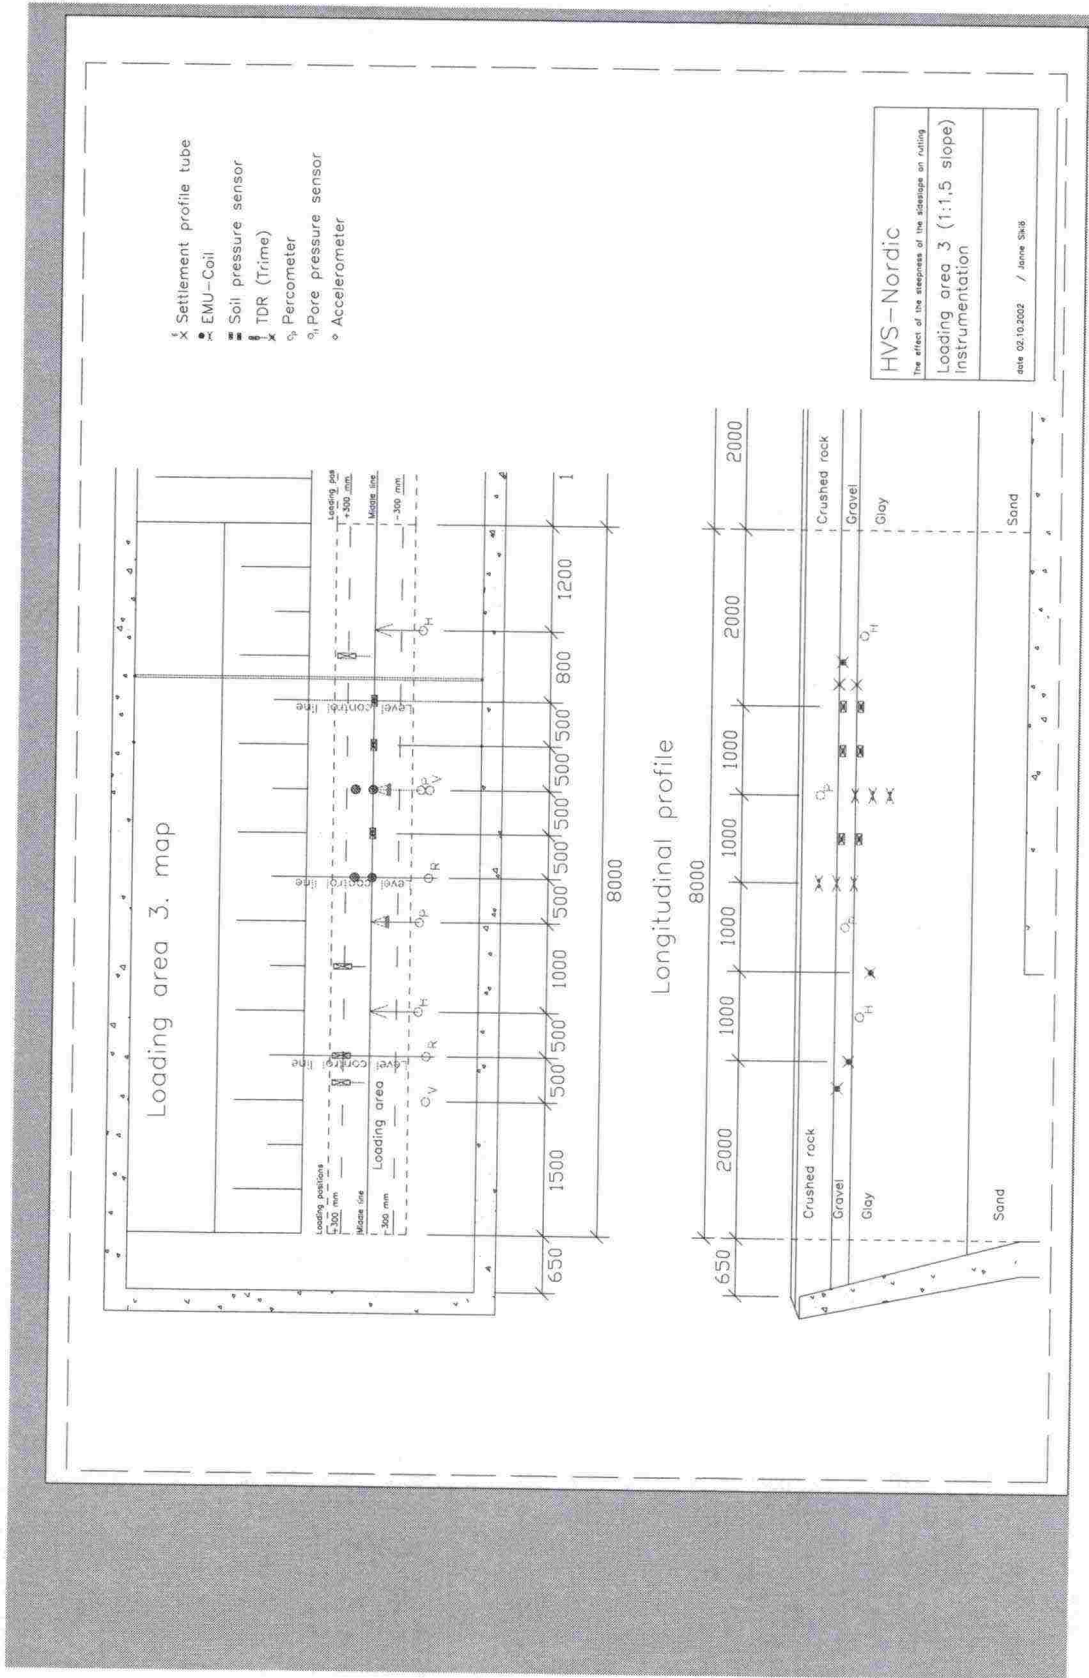 Loading area 3. map
Settlement profile tube
EMU-Coil
Soil pressure sensor
TDR (Trime)
Percometer
Pore pressure sensor
Accelerometer
Loading positions
+300 mm
Middle line
-300 mm
Loading area
Level control line
Level control line
Level control line
Loading pos
+300 mm
Middle line
-300 mm
V
R
H
P
R
P
V
H
650
1500
500
500
1000
500
500
500
500
500
800
1200
1
8000
Longitudinal profile
8000
650
2000
1000
1000
1000
1000
2000
2000
Crushed rock
Gravel
Glay
Sand
H
P
P
H
Crushed rock
Gravel
Glay
Sand
HVS-Nordic
The effect of the steepness of the sideslope on rutting
Loading area 3 (1:1,5 slope)
Instrumentation
date 02.10.2002 / Janne Sikiö